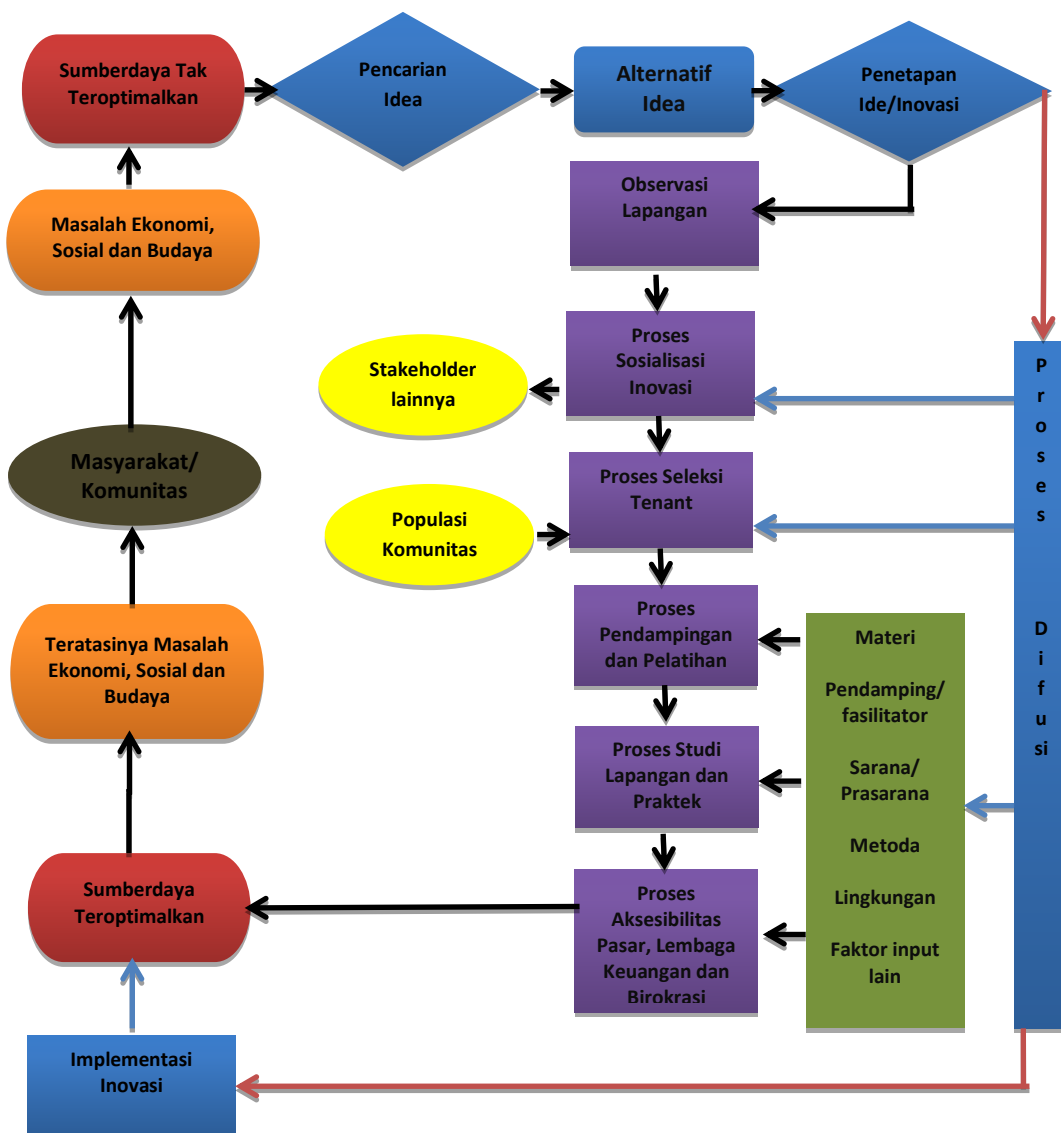 Sumberdaya Tak
Teroptimalkan
Pencarian
Idea
Alternatif
Idea
Penetapan
Ide/Inovasi
Observasi
Lapangan
Masalah Ekonomi,
Sosial dan Budaya
Proses
Sosialisasi
Inovasi
Stakeholder
lainnya
P
r
o
s
e
s
D
i
f
u
si
Masyarakat/
Komunitas
Proses Seleksi
Tenant
Populasi
Komunitas
Proses
Pendampingan
dan Pelatihan
Materi
Pendamping/
fasilitator
Sarana/
Prasarana
Metoda
Lingkungan
Faktor input
lain
Teratasinya Masalah
Ekonomi, Sosial dan
Budaya
Proses Studi
Lapangan dan
Praktek
Sumberdaya
Teroptimalkan
Proses
Aksesibilitas
Pasar, Lembaga
Keuangan dan
Birokrasi
Implementasi
Inovasi